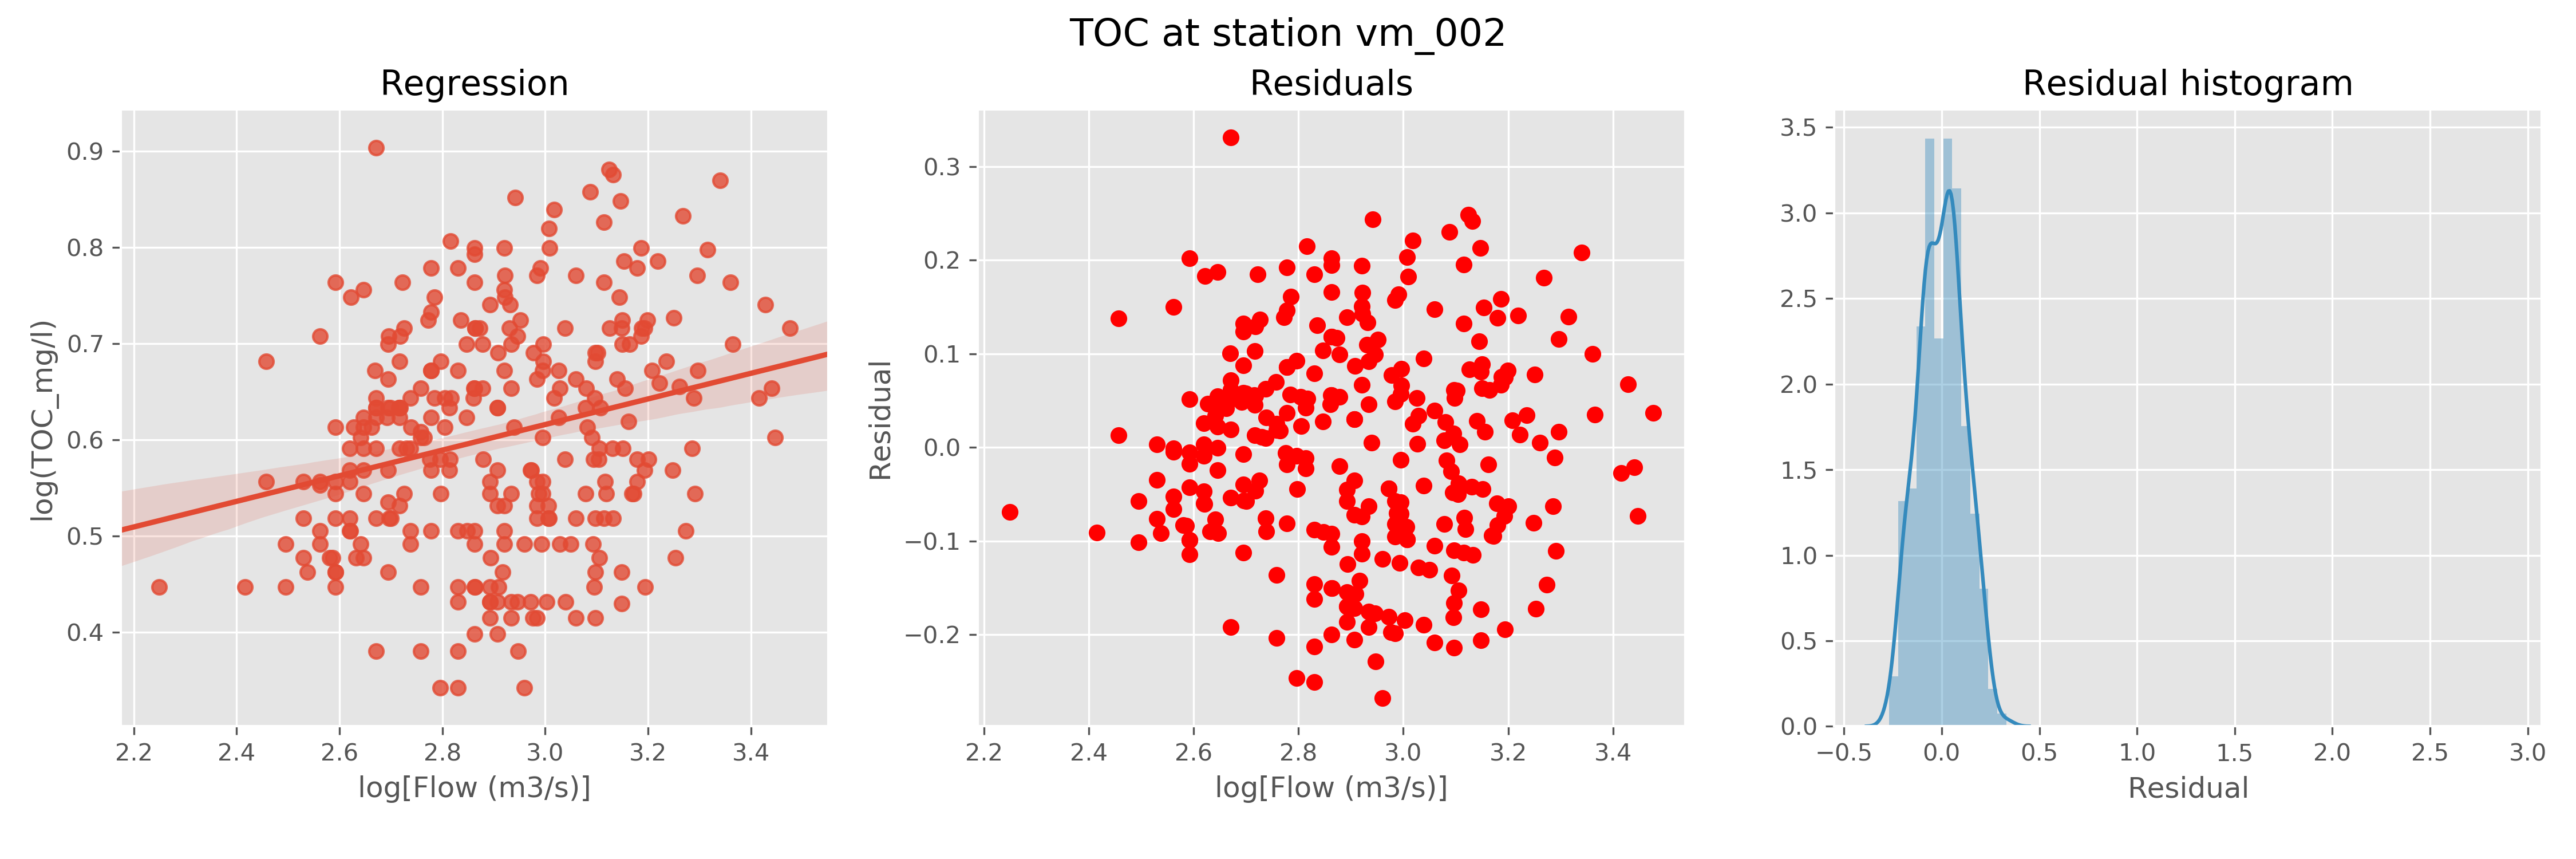 TOC at station vm_002
Regression
0.9
0.8
0.7
0.6
0.5
0.4
log(TOC_mg/l)
2.2 2.4 2.6 2.8 3.0 3.2 3.4
log[Flow (m3/s)]
Residuals
0.3
0.2
0.1
0.0
−0.1
−0.2
Residual
2.2 2.4 2.6 2.8 3.0 3.2 3.4
log[Flow (m3/s)]
Residual histogram
3.5
3.0
2.5
2.0
1.5
1.0
0.5
0.0
−0.5 0.0 0.5 1.0 1.5 2.0 2.5 3.0
Residual